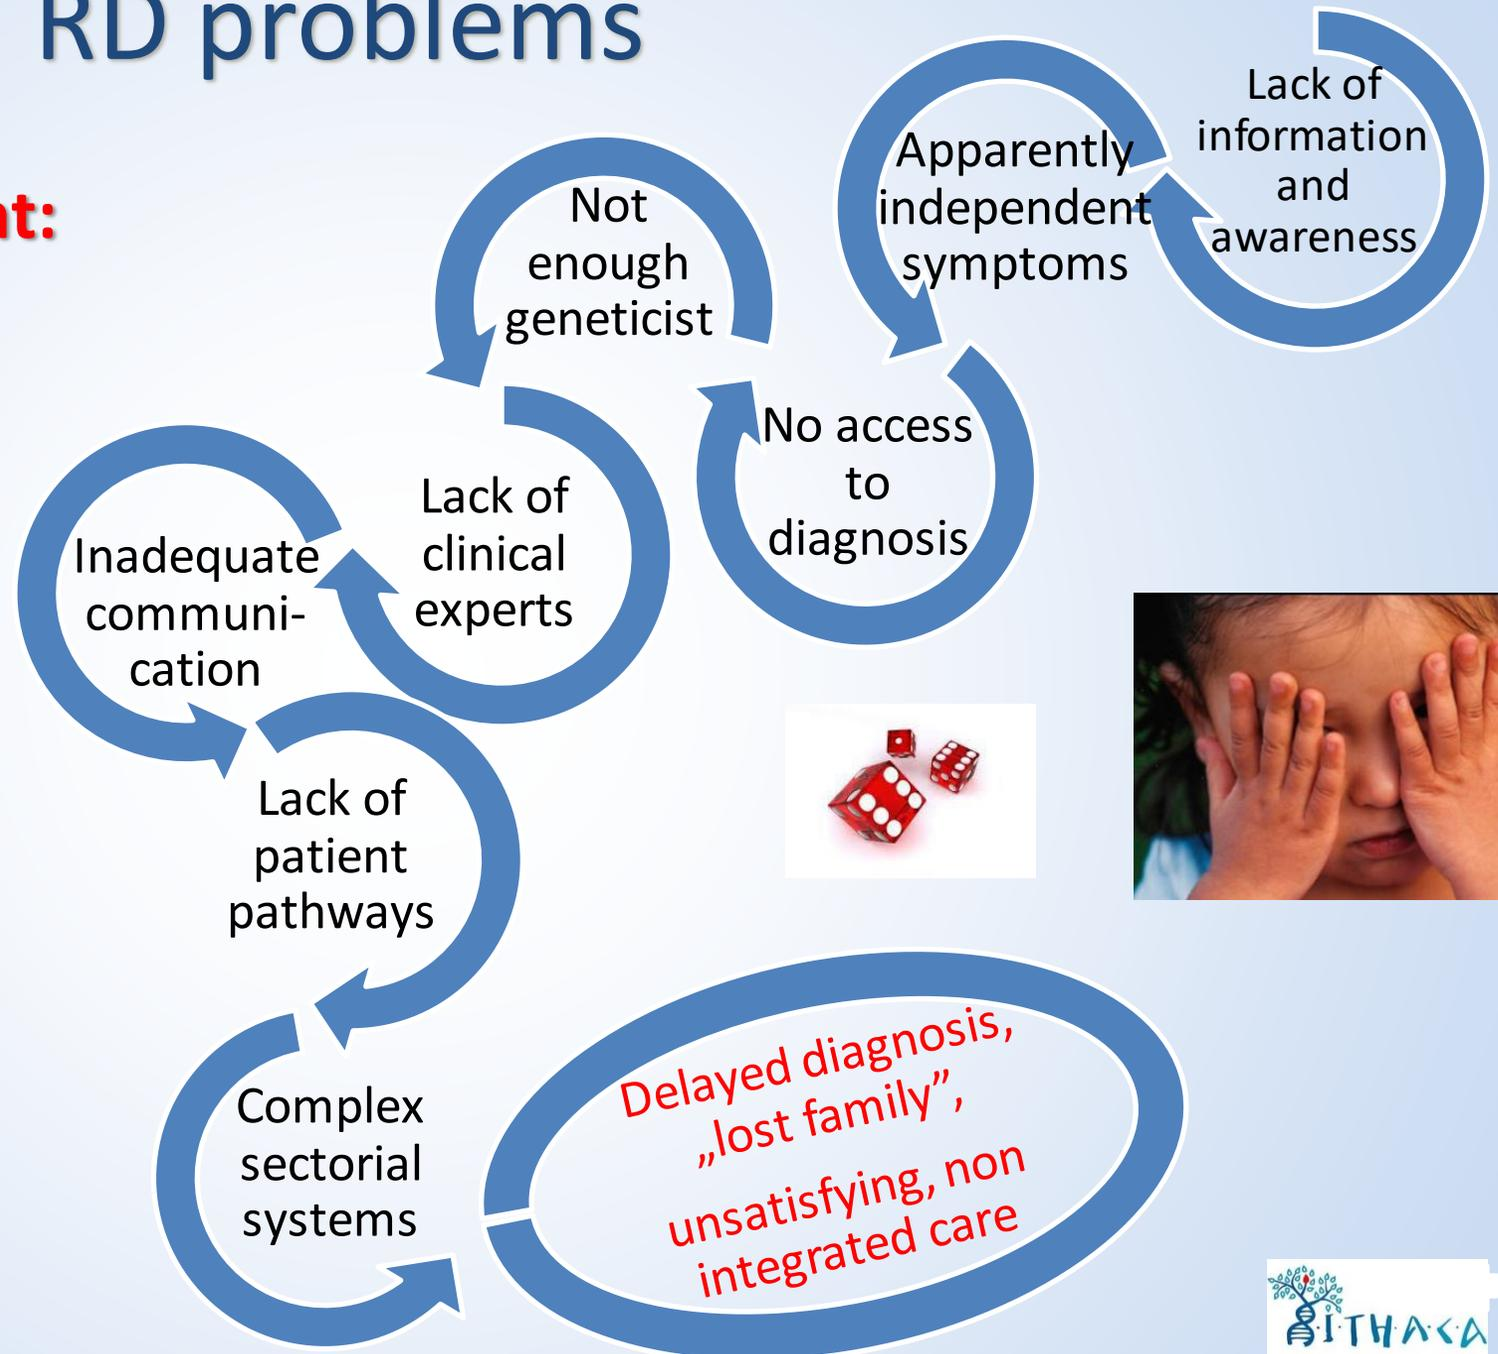 RD problems
nt:
Lack of
information
and
awareness
Apparently
independent
symptoms
No access
to
diagnosis
Not
enough
geneticist
Lack of
clinical
experts
Inadequate
communi-
cation
Lack of
patient
pathways
Complex
sectorial
systems
Delayed diagnosis,
„lost family”,
unsatisfying, non
integrated care
ITHACA